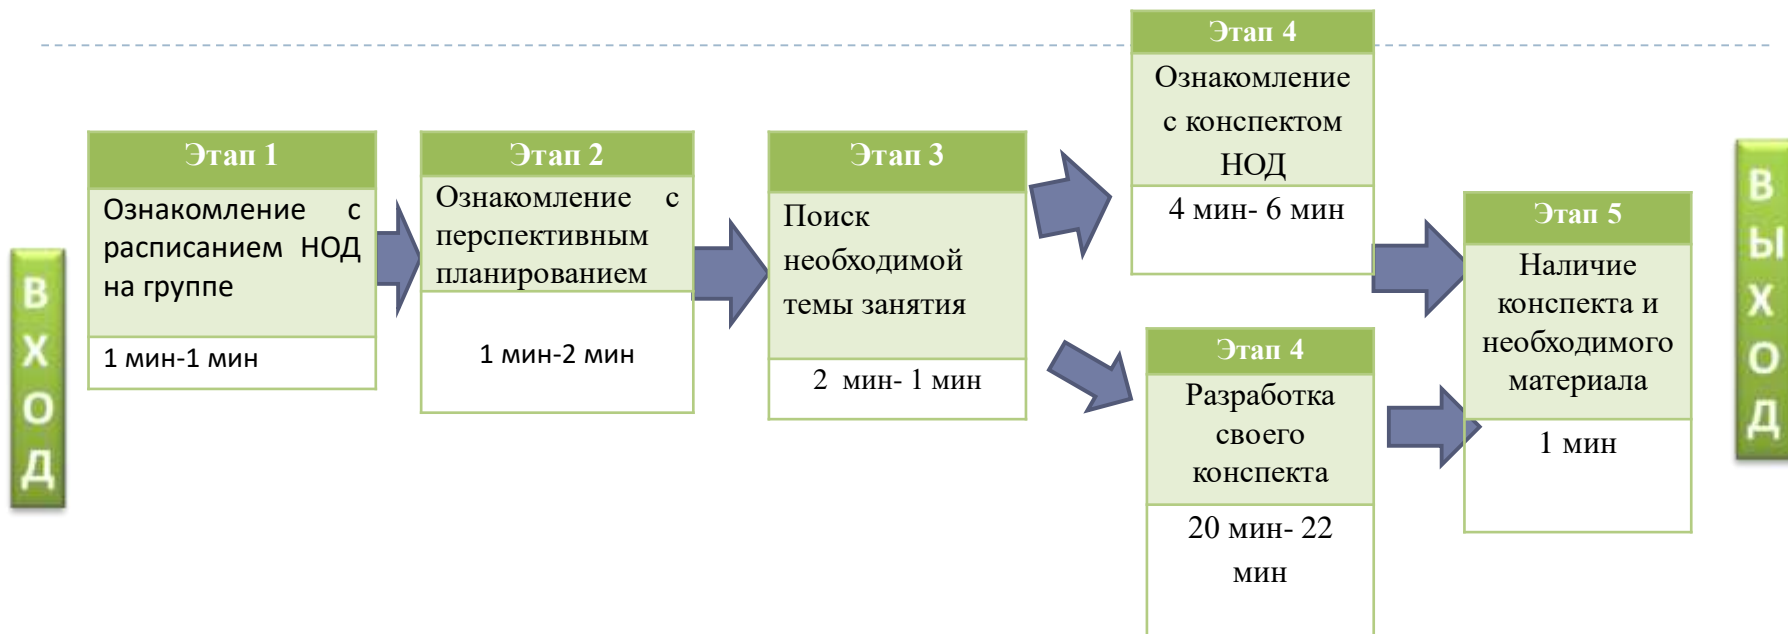 ВХОД
Этап 1
Ознакомление с
расписанием НОД
на группе
1 мин-1 мин
Этап 2
Ознакомление с
перспективным
планированием
1 мин-2 мин
Этап 3
Поиск
необходимой
темы занятия
2 мин- 1 мин
Этап 4
Ознакомление
с конспектом
НОД
4 мин- 6 мин
Этап 4
Разработка
своего
конспекта
20 мин- 22
мин
Этап 5
Наличие
конспекта и
необходимого
материала
1 мин
ВЫХОД